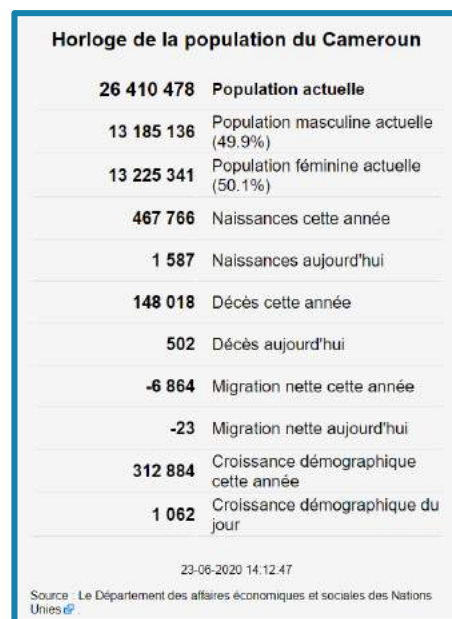 Horloge de la population du Cameroun
26 410 478 Population actuelle
13 185 136 Population masculine actuelle
(49.9%)
13 225 341 Population féminine actuelle
(50.1%)
467 766 Naissances cette année
1 587 Naissances aujourd'hui
148 018 Décès cette année
502 Décès aujourd'hui
-6 864 Migration nette cette année
-23 Migration nette aujourd'hui
312 884 Croissance démographique
cette année
1 062 Croissance démographique du
jour
23-06-2020 14:12:47
Source : Le Département des affaires économiques et sociales des Nations
Unies .